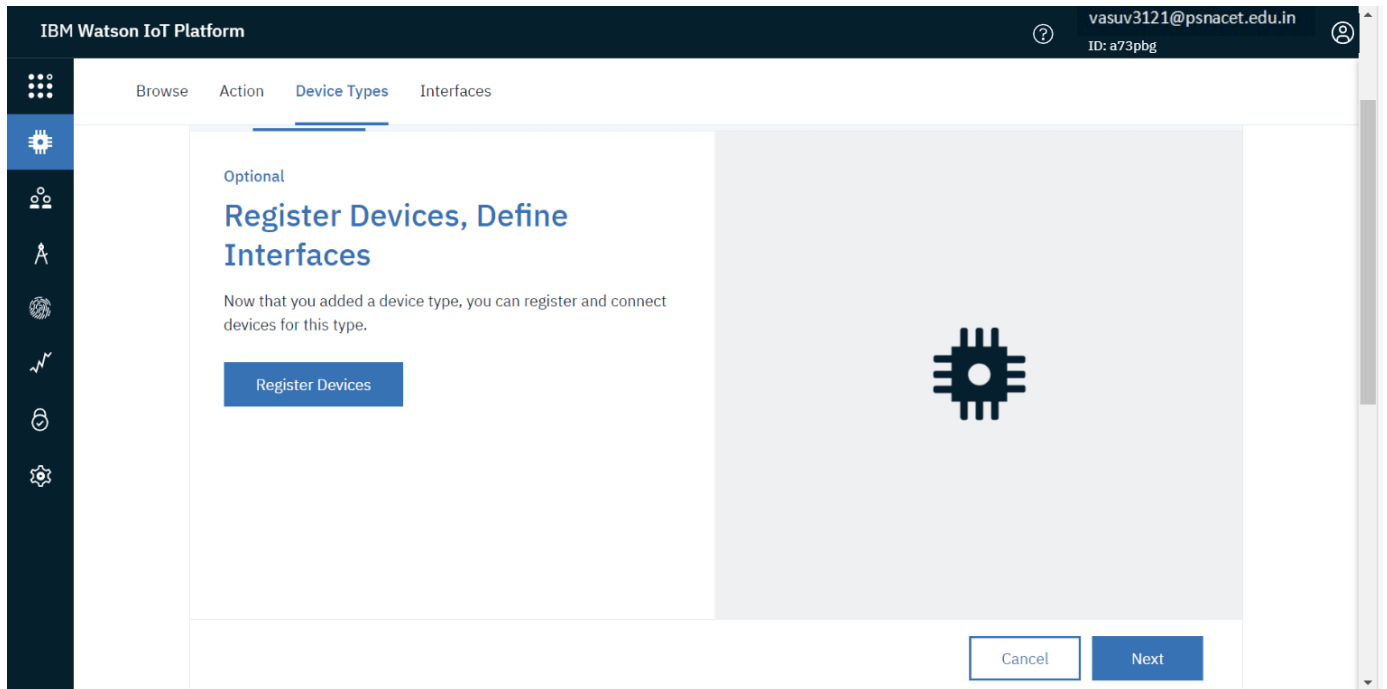 IBM Watson IoT Platform
vasuv3121@psnacet.edu.in
ID: a73pbg
Browse Action Device Types Interfaces
Optional
Register Devices, Define
Interfaces
Now that you added a device type, you can register and connect
devices for this type.
Register Devices
Cancel Next